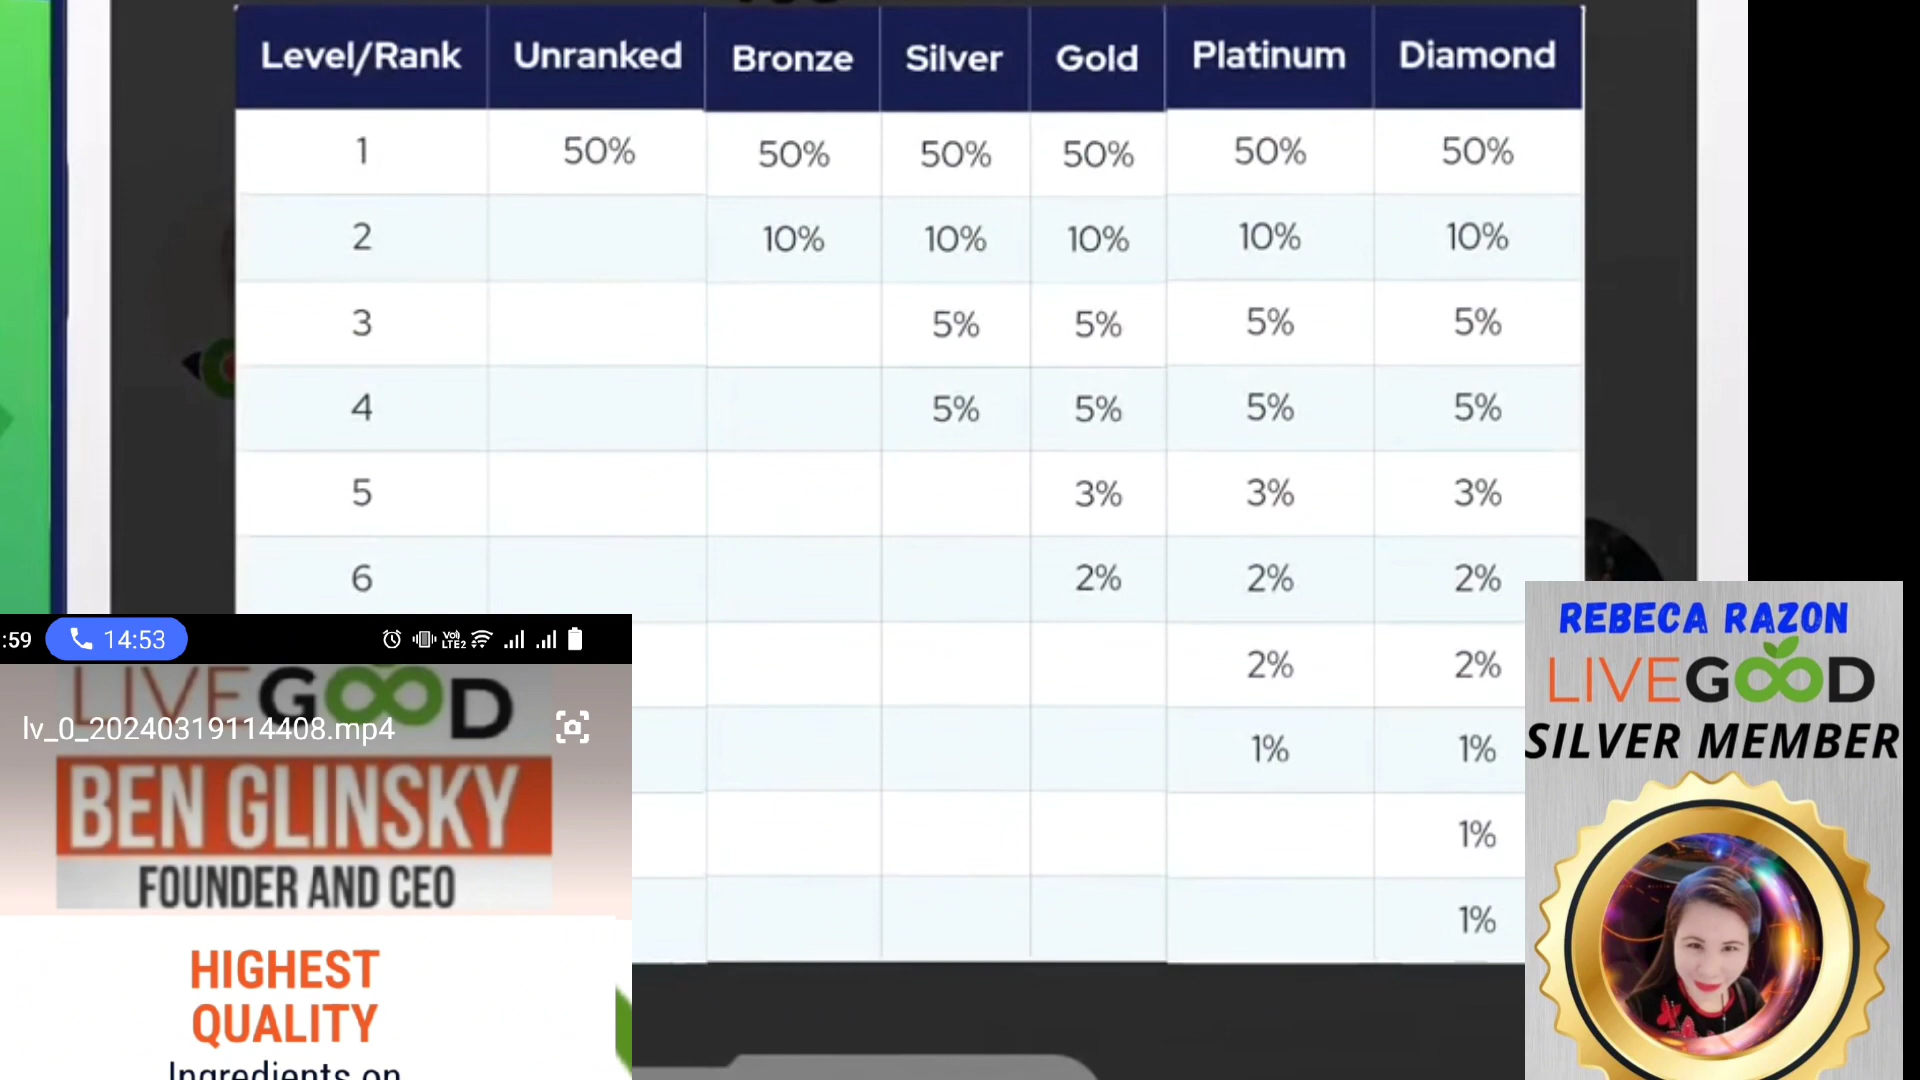 Level/Rank Unranked Bronze Silver Gold Platinum Diamond
1 50% 50% 50% 50% 50% 50%
2 10% 10% 10% 10% 10%
3 5% 5% 5% 5%
4 5% 5% 5% 5%
5 3% 3% 3%
6 2% 2% 2%
2% 2%
1% 1%
1%
1%
:59 14:53 Vo) LTE2
LIVEGOOD
lv_0_20240319114408.mp4
BEN GLINSKY
FOUNDER AND CEO
HIGHEST
QUALITY
Ingredients on
REBECA RAZON
LIVEGOOD
SILVER MEMBER